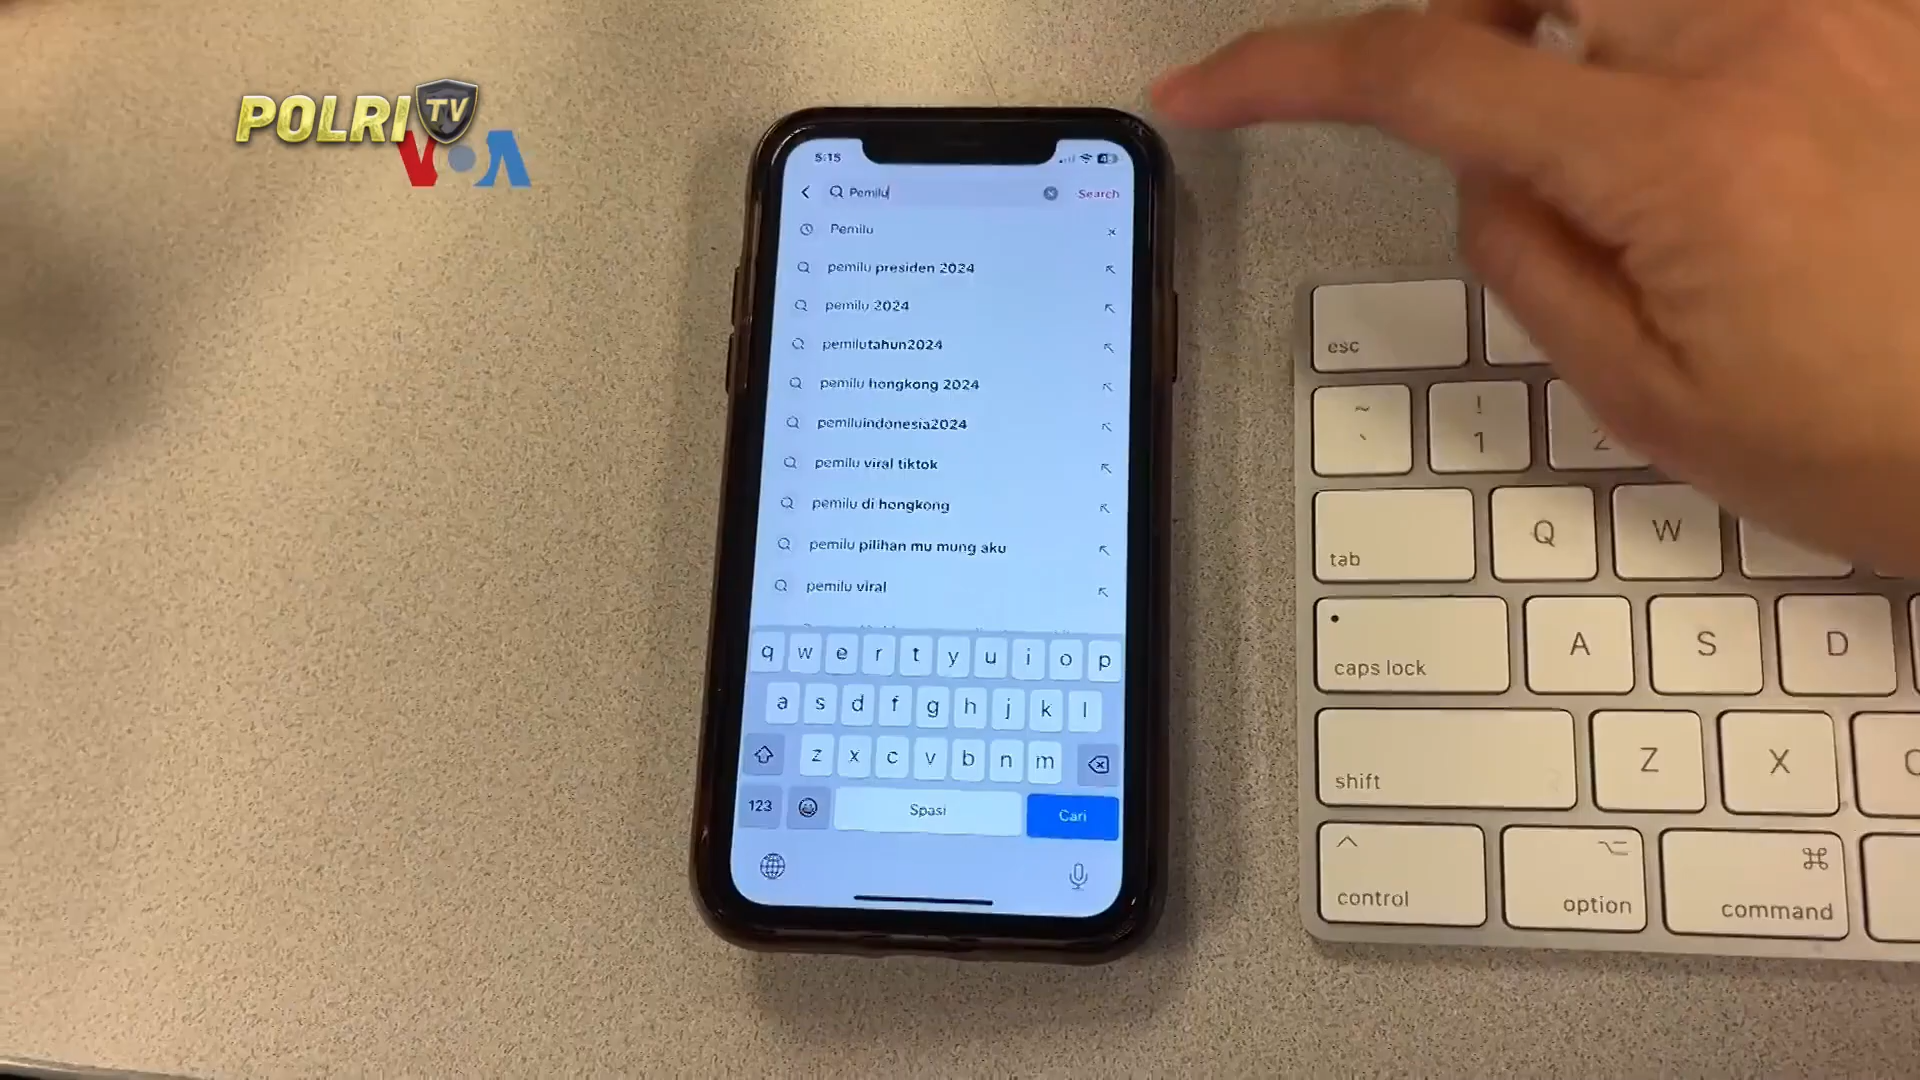 POLRI TV
VOA
5:15
Pemilu
Search
Pemilu
pemilu presiden 2024
pemilu 2024
pemilutahun2024
pemilu hongkong 2024
pemiluindonesia2024
pemilu viral tiktok
pemilu di hongkong
pemilu pilihan mu mung aku
pemilu viral
q w e r t y u i o p
a s d f g h j k l
z x c v b n m
123
Spasi
Cari
esc
~ `
! 1
2
tab
Q W
caps lock
A S D
shift
Z X C
control
option
command